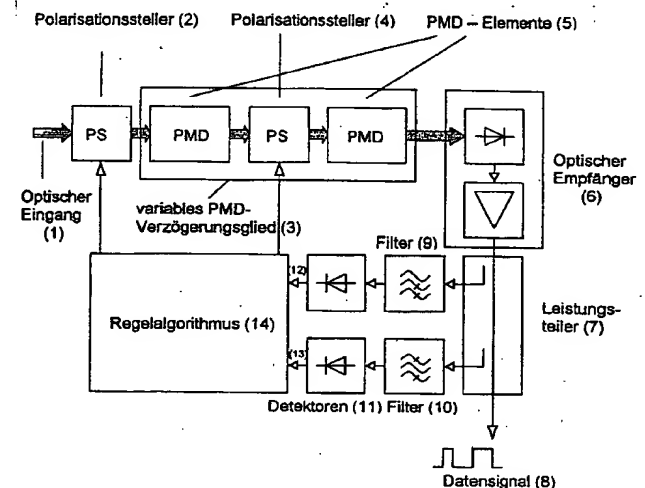 Polarisationssteller (2) Polarisationssteller (4) PMD – Elemente (5)
PS PMD PS PMD
Optischer
Eingang
(1)
variables PMD-
Verzögerungsglied (3)
Optischer
Empfänger
(6)
Filter (9)
(12)
Regelalgorithmus (14)
Leistungs-
teiler (7)
(13)
Detektoren (11) Filter (10)
Datensignal (8)